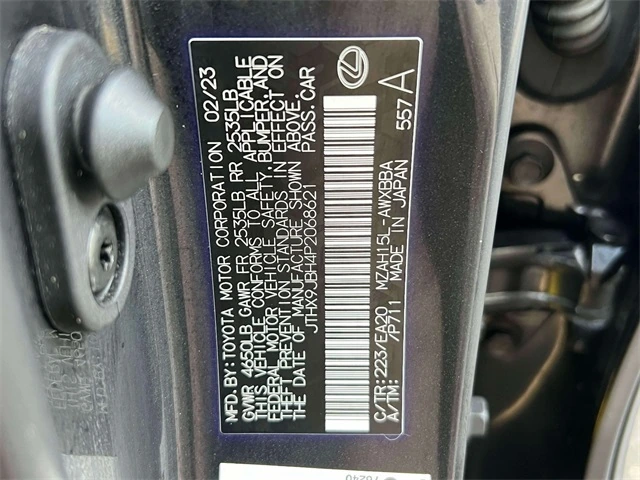 MFD. BY: TOYOTA MOTOR CORPORATION 02/23
GVWR 4650LB GAWR FR 2535LB RR 2535LB
THIS VEHICLE CONFORMS TO ALL APPLICABLE
FEDERAL MOTOR VEHICLE SAFETY, BUMPER, AND
THEFT PREVENTION STANDARDS IN EFFECT ON
THE DATE OF MANUFACTURE SHOWN ABOVE.
JTHX9JBH4P2068621 PASS. CAR
C/TR: 223/EA20 MZAH15L-AWXBBA 557 A
A/TM: /P711 MADE IN JAPAN
78240